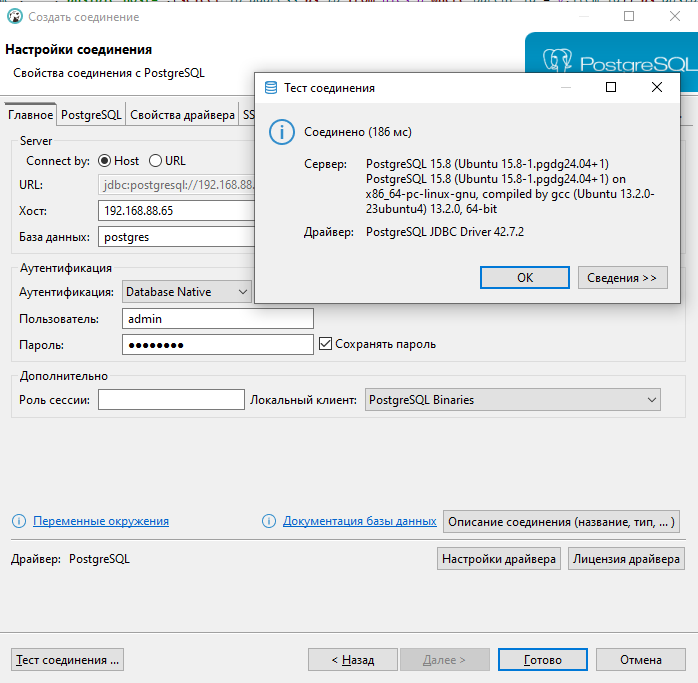 Создать соединение
Настройки соединения
Свойства соединения с PostgreSQL
PostgreSQL
Главное
PostgreSQL
Свойства драйвера
Server
Connect by:
Host
URL
URL:
jdbc:postgresql://192.168.88.
Хост:
192.168.88.65
База данных:
postgres
Тест соединения
Соединено (186 мс)
Сервер:
PostgreSQL 15.8 (Ubuntu 15.8-1.pgdg24.04+1)
PostgreSQL 15.8 (Ubuntu 15.8-1.pgdg24.04+1) on
x86_64-pc-linux-gnu, compiled by gcc (Ubuntu 13.2.0-
23ubuntu4) 13.2.0, 64-bit
Драйвер:
PostgreSQL JDBC Driver 42.7.2
OK
Сведения >>
Аутентификация
Аутентификация:
Database Native
Пользователь:
admin
Пароль:
••••••••
Сохранять пароль
Дополнительно
Роль сессии:
Локальный клиент:
PostgreSQL Binaries
Переменные окружения
Документация базы данных
Описание соединения (название, тип, ... )
Драйвер:
PostgreSQL
Настройки драйвера
Лицензия драйвера
Тест соединения ...
< Назад
Далее >
Готово
Отмена